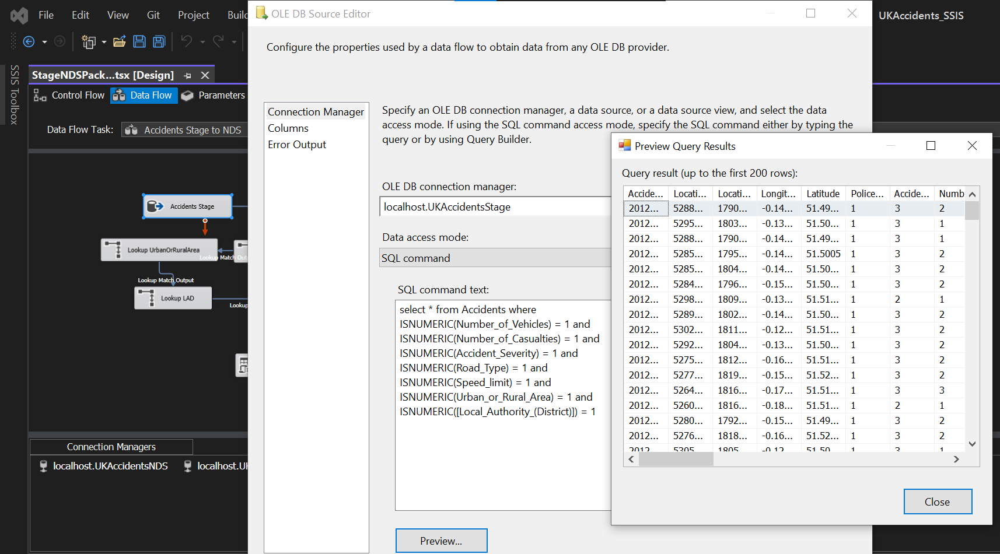 File Edit View Git Project Build
UKAccidents_SSIS
SSIS Toolbox
StageNDSPack...tsx [Design]
Control Flow Data Flow Parameters
Data Flow Task: Accidents Stage to NDS
Accidents Stage
Lookup UrbanOrRuralArea
Lookup Match Out
Lookup Match Output
Lookup LAD
Lookup
Connection Managers
localhost.UKAccidentsNDS localhost.U
OLE DB Source Editor
Configure the properties used by a data flow to obtain data from any OLE DB provider.
Connection Manager
Columns
Error Output
Specify an OLE DB connection manager, a data source, or a data source view, and select the data
access mode. If using the SQL command access mode, specify the SQL command either by typing the
query or by using Query Builder.
OLE DB connection manager:
localhost.UKAccidentsStage
Data access mode:
SQL command
SQL command text:
select * from Accidents where
ISNUMERIC(Number_of_Vehicles) = 1 and
ISNUMERIC(Number_of_Casualties) = 1 and
ISNUMERIC(Accident_Severity) = 1 and
ISNUMERIC(Road_Type) = 1 and
ISNUMERIC(Speed_limit) = 1 and
ISNUMERIC(Urban_or_Rural_Area) = 1 and
ISNUMERIC([Local_Authority_(District)]) = 1
Preview...
Preview Query Results
Query result (up to the first 200 rows):
Accide... Locati... Locati... Longit... Latitude Police... Accide... Numb
2012... 5288... 1790... -0.14... 51.49... 1 3 2
2012... 5295... 1803... -0.13... 51.50... 1 3 1
2012... 5288... 1790... -0.14... 51.49... 1 3 1
2012... 5285... 1795... -0.14... 51.5005 1 3 2
2012... 5285... 1804... -0.14... 51.50... 1 3 2
2012... 5284... 1796... -0.15... 51.50... 1 3 2
2012... 5298... 1809... -0.13... 51.51... 1 2 1
2012... 5289... 1802... -0.14... 51.50... 1 3 2
2012... 5302... 1811... -0.12... 51.51... 1 3 2
2012... 5292... 1804... -0.13... 51.50... 1 3 2
2012... 5275... 1812... -0.16... 51.51... 1 3 2
2012... 5277... 1819... -0.15... 51.52... 1 3 2
2012... 5264... 1816... -0.17... 51.51... 1 3 3
2012... 5260... 1816... -0.18... 51.51... 1 2 1
2012... 5280... 1792... -0.15... 51.49... 1 3 2
2012... 5276... 1818... -0.16... 51.52... 1 3 2
2012... 5305... 1805... -0.12... 51.50... 1 3 1
Close